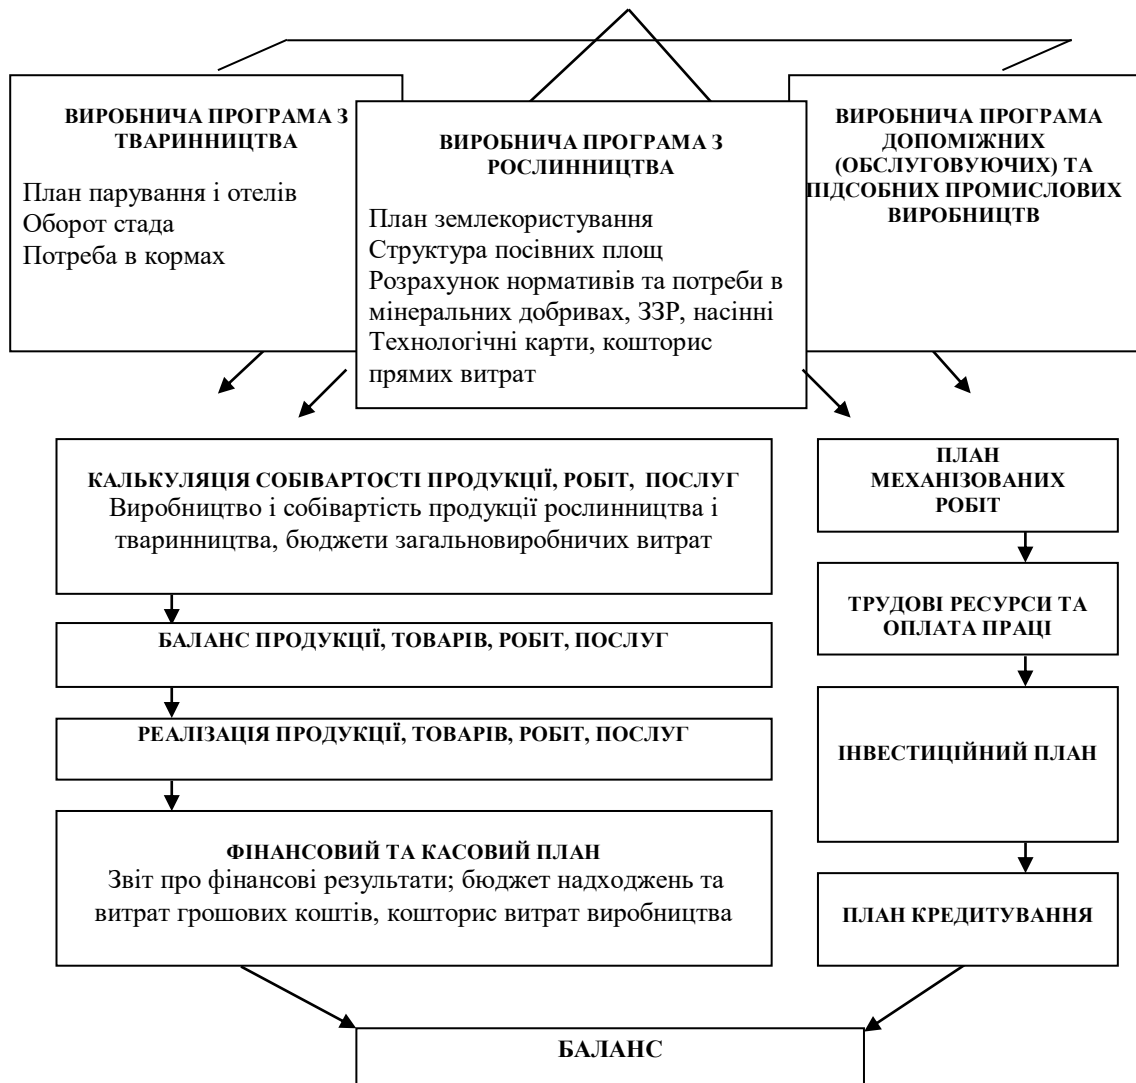 ВИРОБНИЧА ПРОГРАМА З
ТВАРИННИЦТВА
План парування і отелів
Оборот стада
Потреба в кормах
ВИРОБНИЧА ПРОГРАМА З
РОСЛИННИЦТВА
План землекористування
Структура посівних площ
Розрахунок нормативів та потреби в
мінеральних добривах, ЗЗР, насінні
Технологічні карти, кошторис
прямих витрат
ВИРОБНИЧА ПРОГРАМА
ДОПОМІЖНИХ
(ОБСЛУГОВУЮЧИХ) ТА
ПІДСОБНИХ ПРОМИСЛОВИХ
ВИРОБНИЦТВ
КАЛЬКУЛЯЦІЯ СОБІВАРТОСТІ ПРОДУКЦІЇ, РОБІТ, ПОСЛУГ
Виробництво і собівартість продукції рослинництва і
тваринництва, бюджети загальновиробничих витрат
БАЛАНС ПРОДУКЦІЇ, ТОВАРІВ, РОБІТ, ПОСЛУГ
РЕАЛІЗАЦІЯ ПРОДУКЦІЇ, ТОВАРІВ, РОБІТ, ПОСЛУГ
ФІНАНСОВИЙ ТА КАСОВИЙ ПЛАН
Звіт про фінансові результати; бюджет надходжень та
витрат грошових коштів, кошторис витрат виробництва
ПЛАН
МЕХАНІЗОВАНИХ
РОБІТ
ТРУДОВІ РЕСУРСИ ТА
ОПЛАТА ПРАЦІ
ІНВЕСТИЦІЙНИЙ ПЛАН
ПЛАН КРЕДИТУВАННЯ
БАЛАНС